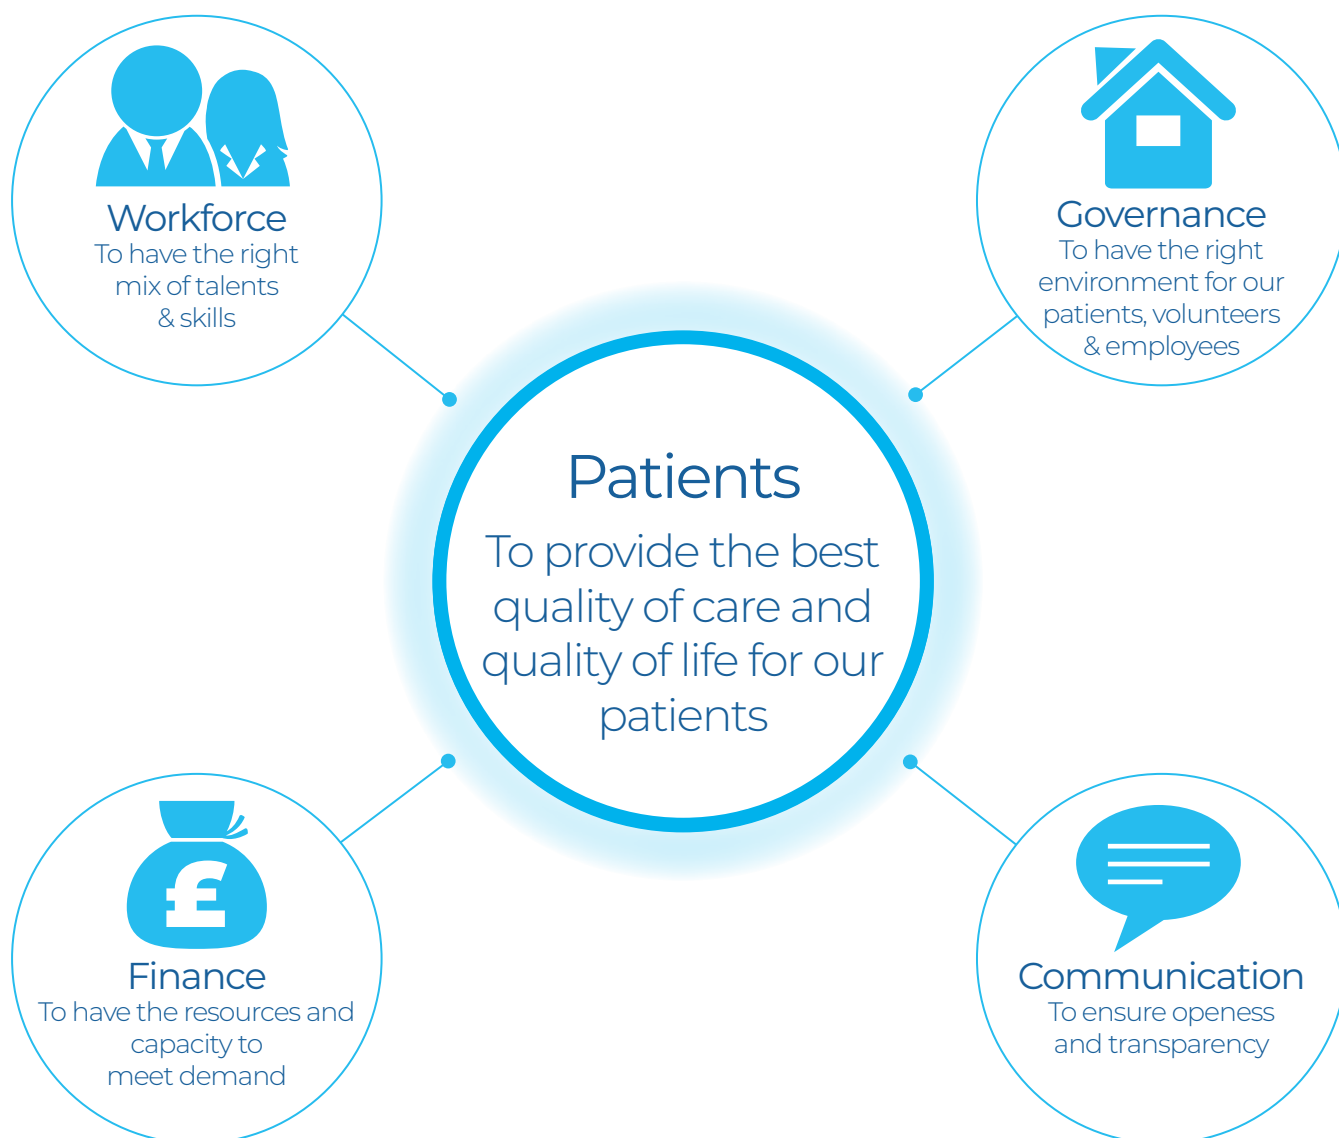 Workforce
To have the right
mix of talents
& skills
Governance
To have the right
environment for our
patients, volunteers
& employees
Patients
To provide the best
quality of care and
quality of life for our
patients
£
Finance
To have the resources and
capacity to
meet demand
Communication
To ensure openess
and transparency